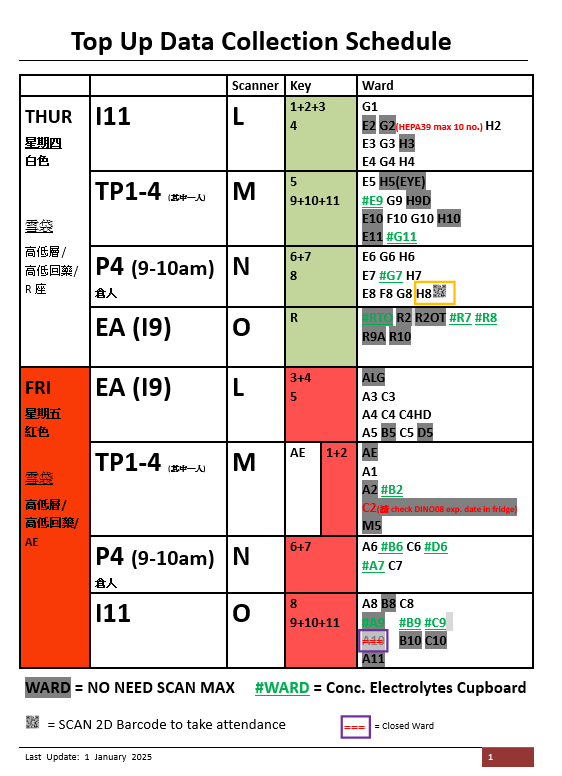 Top Up Data Collection Schedule
Scanner Key Ward
THUR
星期四
白色
雪袋
高低層/
高低回藥/
R 座
I11 L
1+2+3
4
G1
E2 G2(HEPA39 max 10 no.) H2
E3 G3 H3
E4 G4 H4
TP1-4 (其中一人) M
5
9+10+11
E5 H5(EYE)
#E9 G9 H9D
E10 F10 G10 H10
E11 #G11
P4 (9-10am)
倉人
N
6+7
8
E6 G6 H6
E7 #G7 H7
E8 F8 G8 H8
EA (I9) O
R
#RTO R2 R2OT #R7 #R8
R9A R10
FRI
星期五
紅色
雪袋
高低層/
高低回藥/
AE
EA (I9) L
3+4
5
ALG
A3 C3
A4 C4 C4HD
A5 B5 C5 D5
TP1-4 (其中一人) M
AE 1+2
AE
A1
A2 #B2
C2( check DINO08 exp. date in fridge)
M5
P4 (9-10am)
倉人
N
6+7
A6 #B6 C6 #D6
#A7 C7
I11 O
8
9+10+11
A8 B8 C8
#A9 #B9 #C9
A10 B10 C10
A11
WARD = NO NEED SCAN MAX #WARD = Conc. Electrolytes Cupboard
= SCAN 2D Barcode to take attendance
=== = Closed Ward
Last Update: 1 January 2025
1